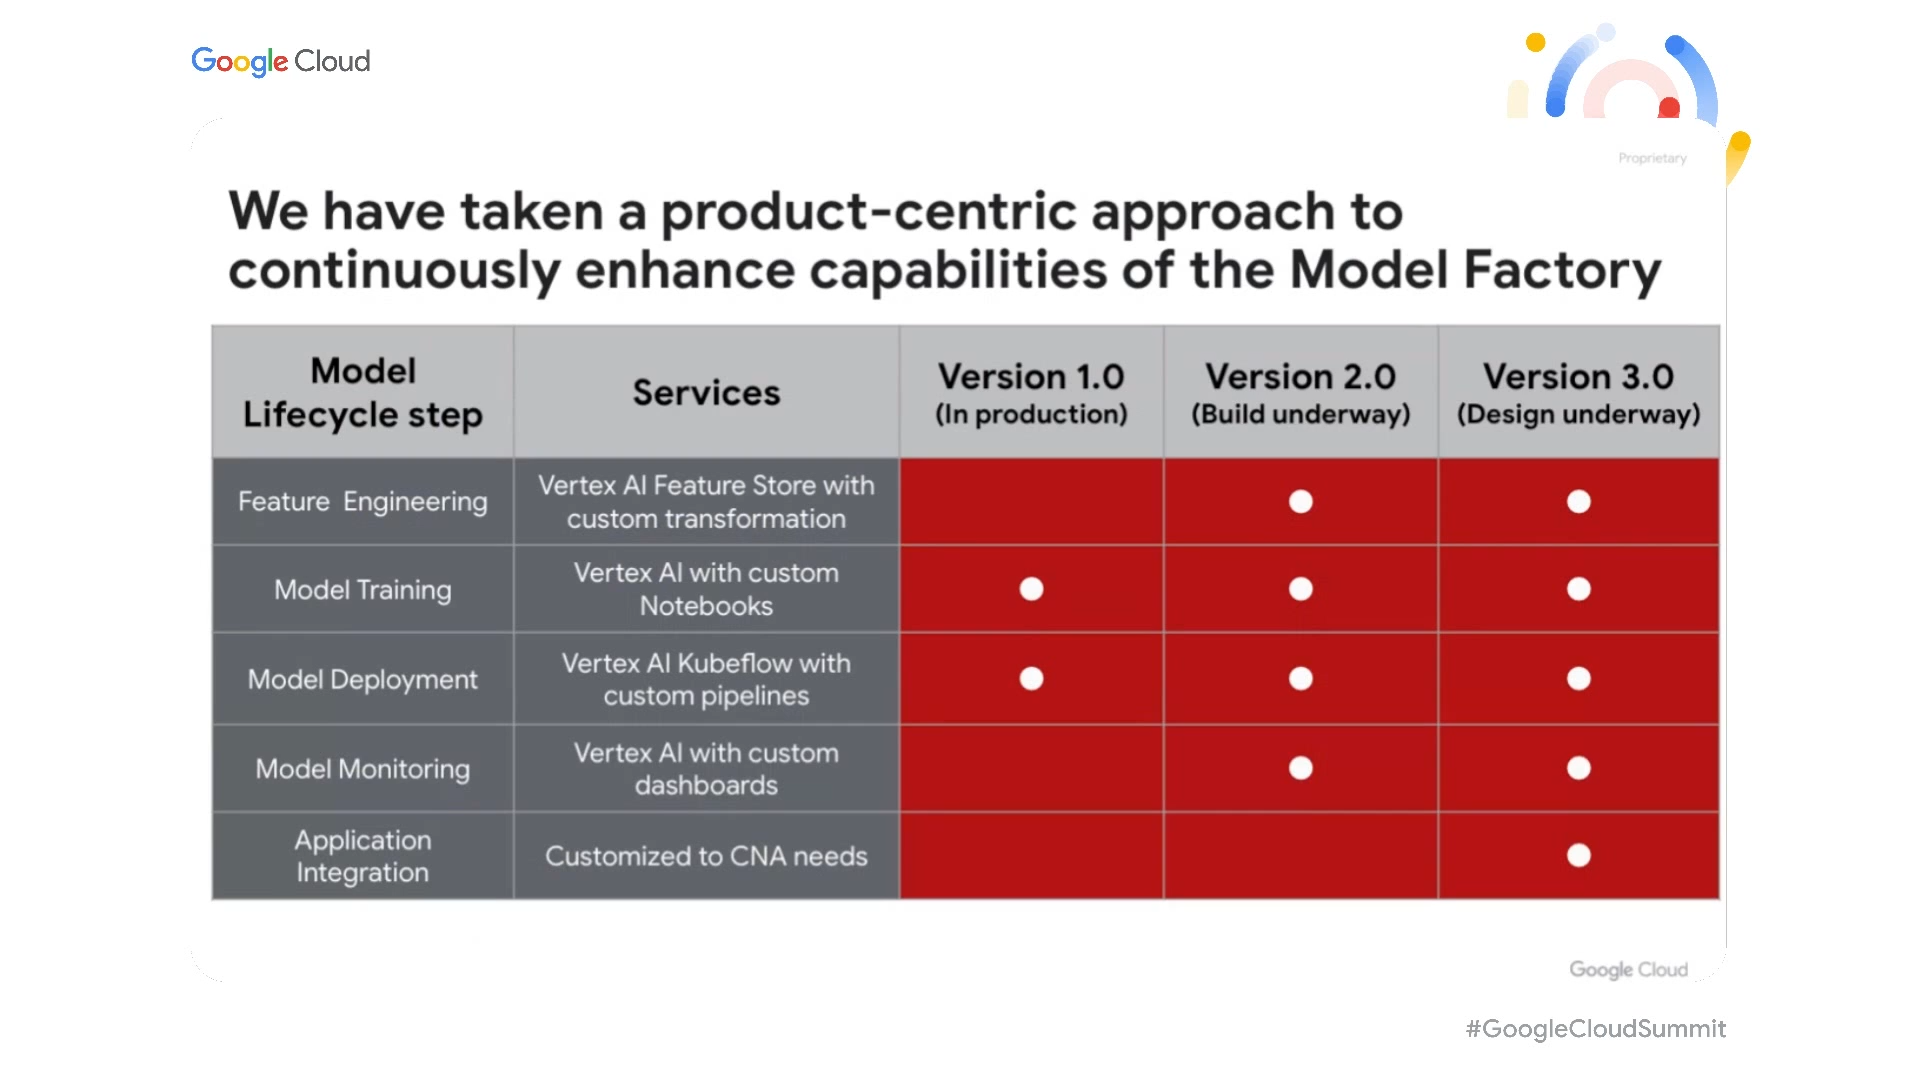 Google Cloud
Proprietary
We have taken a product-centric approach to
continuously enhance capabilities of the Model Factory
Model
Lifecycle step
Services
Version 1.0
(In production)
Version 2.0
(Build underway)
Version 3.0
(Design underway)
Feature Engineering
Vertex AI Feature Store with
custom transformation
Model Training
Vertex AI with custom
Notebooks
Model Deployment
Vertex AI Kubeflow with
custom pipelines
Model Monitoring
Vertex AI with custom
dashboards
Application
Integration
Customized to CNA needs
Google Cloud
#GoogleCloudSummit